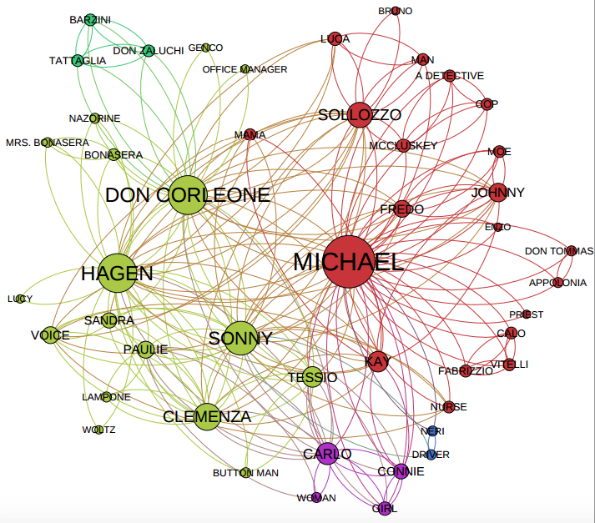 BRUNO
BARZINI
LUCA
DON ZALUCHI
GENCO
TATTAGLIA
MAN
OFFICE MANAGER
A DETECTIVE
COP
SOLLOZZO
NAZORINE
MAMA
MRS. BONASERA
MCCLUSKEY
BONASERA
MOE
DON CORLEONE
JOHNNY
FREDO
ENZO
DON TOMMAS
MICHAEL
HAGEN
APPOLONIA
LUCY
PRIEST
SANDRA
VOICE
CALO
SONNY
PAULIE
KAY
VITELLI
FABRIZZIO
TESSIO
LAMPONE
NURSE
CLEMENZA
WOLTZ
NERI
CARLO
DRIVER
BUTTON MAN
CONNIE
WOMAN
GIRL